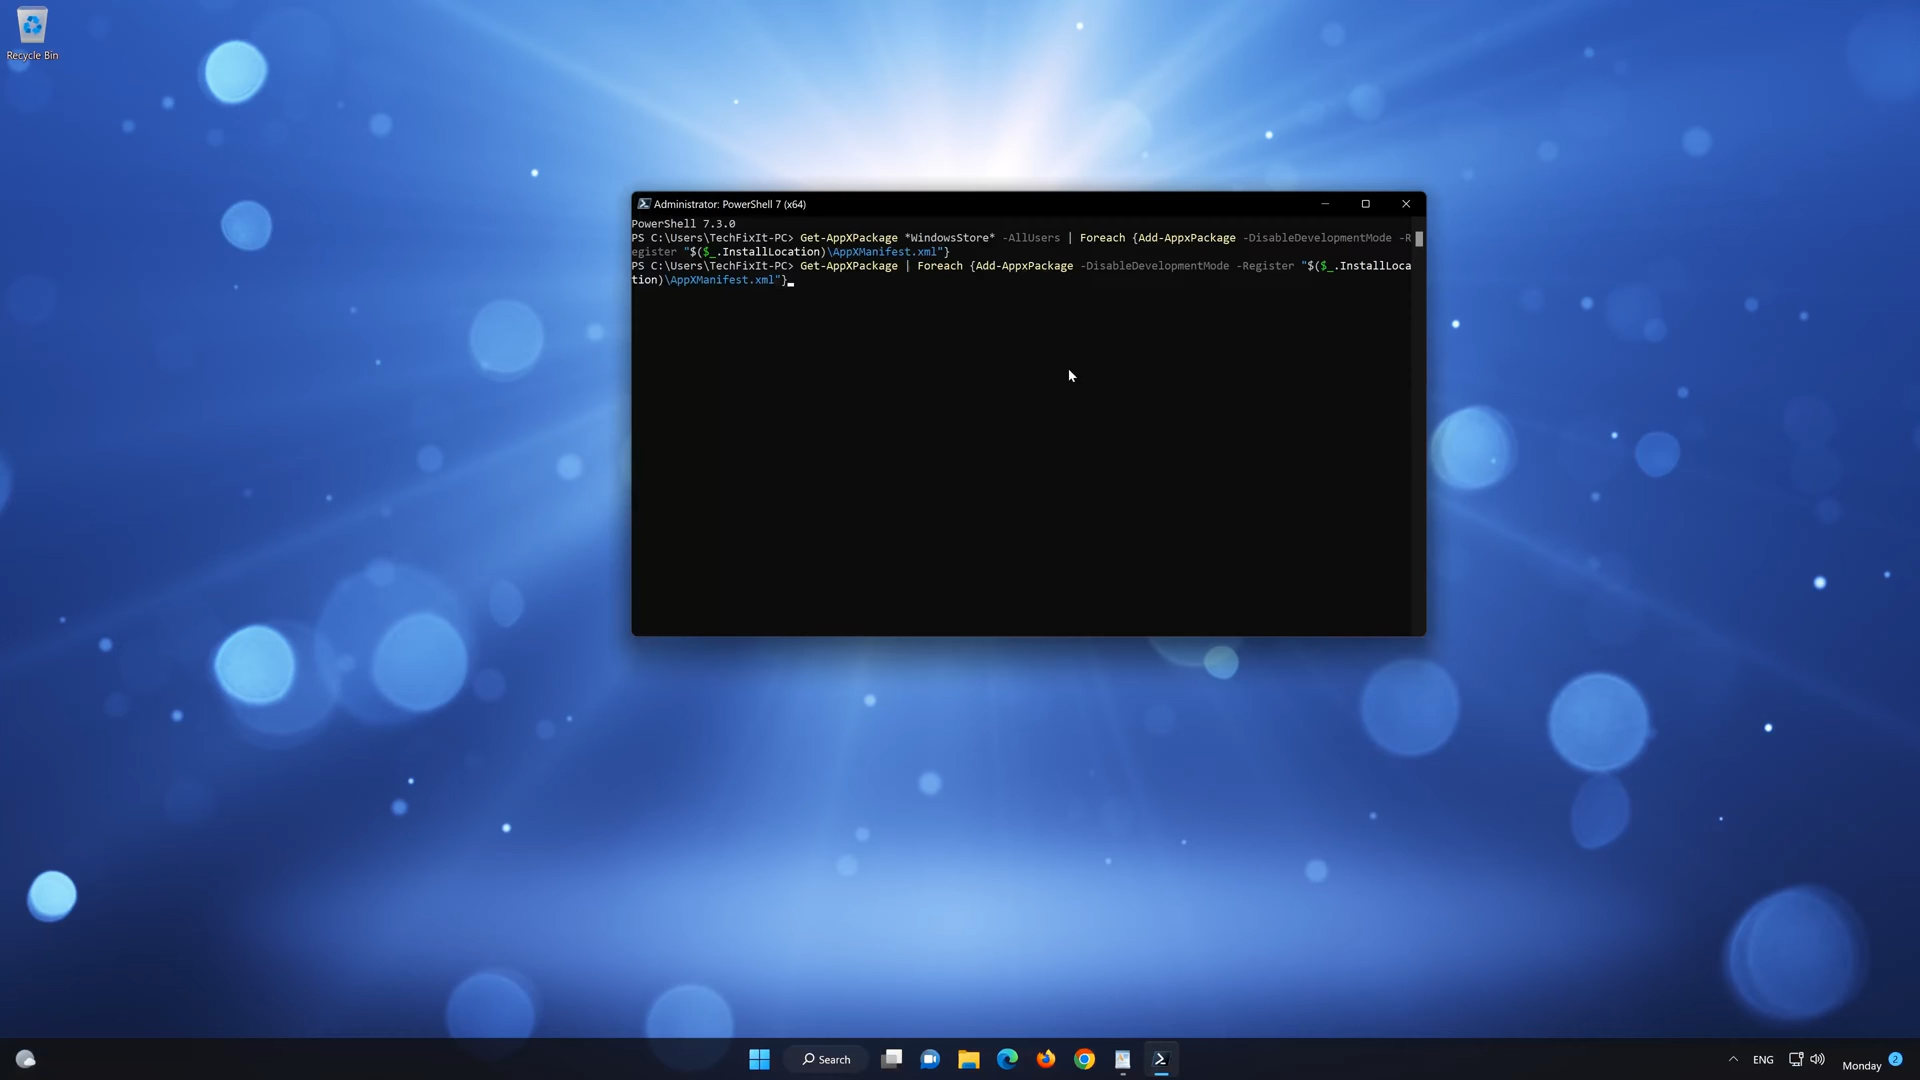 Recycle Bin
Administrator: PowerShell 7 (x64)
PowerShell 7.3.0
PS C:\Users\TechFixIt-PC> Get-AppXPackage *WindowsStore* -AllUsers | Foreach {Add-AppxPackage -DisableDevelopmentMode -R
egister "$($_.InstallLocation)\AppXManifest.xml"}
PS C:\Users\TechFixIt-PC> Get-AppXPackage | Foreach {Add-AppxPackage -DisableDevelopmentMode -Register "$($_.InstallLoca
tion)\AppXManifest.xml"}
Search
ENG
Monday
2